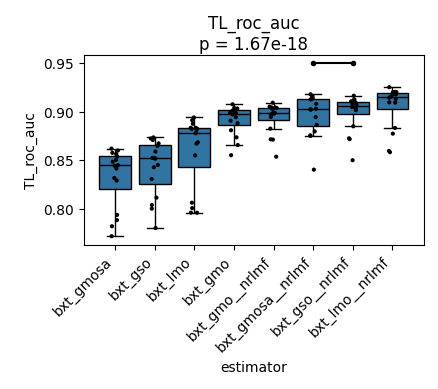 TL_roc_auc
p = 1.67e-18
TL_roc_auc
0.95
0.90
0.85
0.80
bxt_gmosa
bxt_gso
bxt_lmo
bxt_gmo
bxt_gmo__nrlmf
bxt_gmosa__nrlmf
bxt_gso__nrlmf
bxt_lmo__nrlmf
estimator